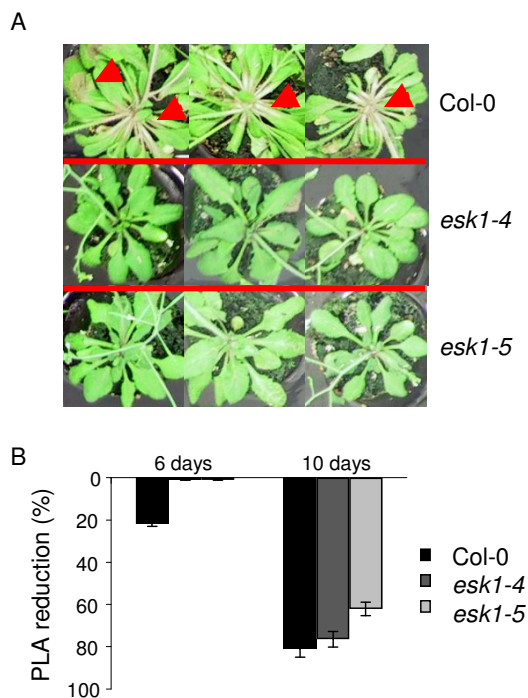 A
Col-0
esk1-4
esk1-5
B
6 days 10 days
0
20
40
60
80
100
PLA reduction (%)
Col-0
esk1-4
esk1-5